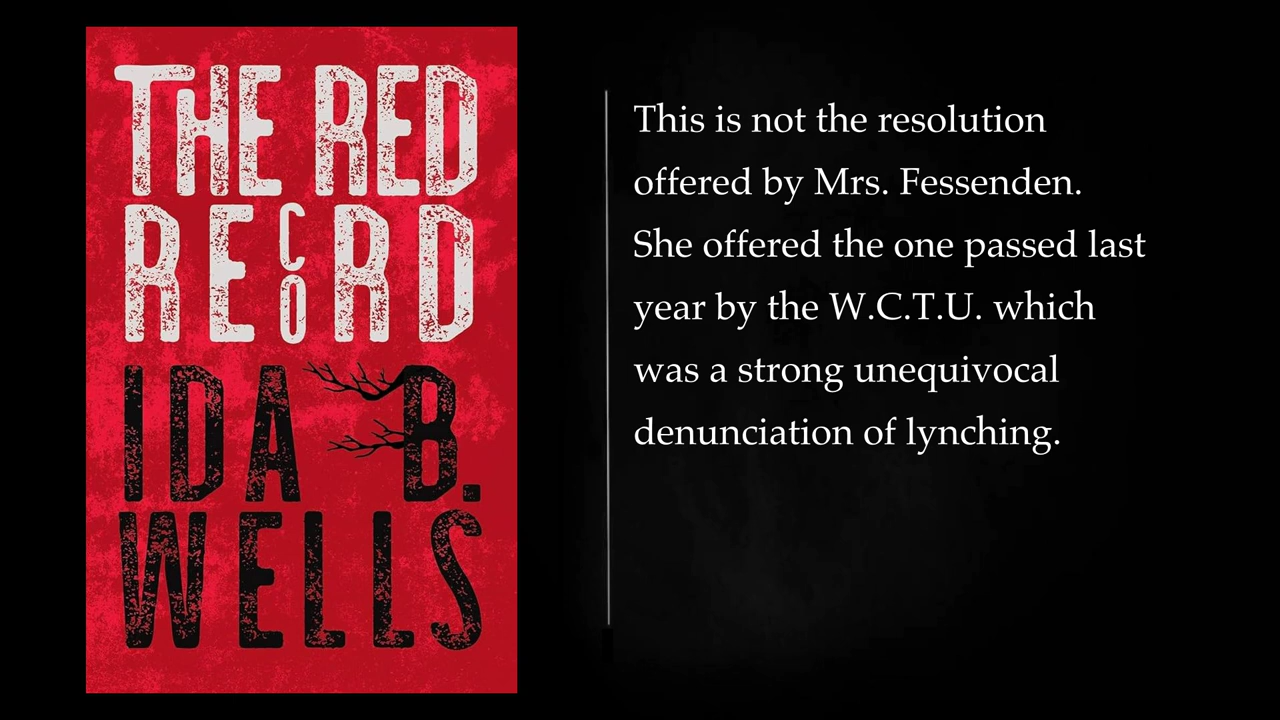 THE RED
RECORD
IDA B.
WELLS
This is not the resolution
offered by Mrs. Fessenden.
She offered the one passed last
year by the W.C.T.U. which
was a strong unequivocal
denunciation of lynching.